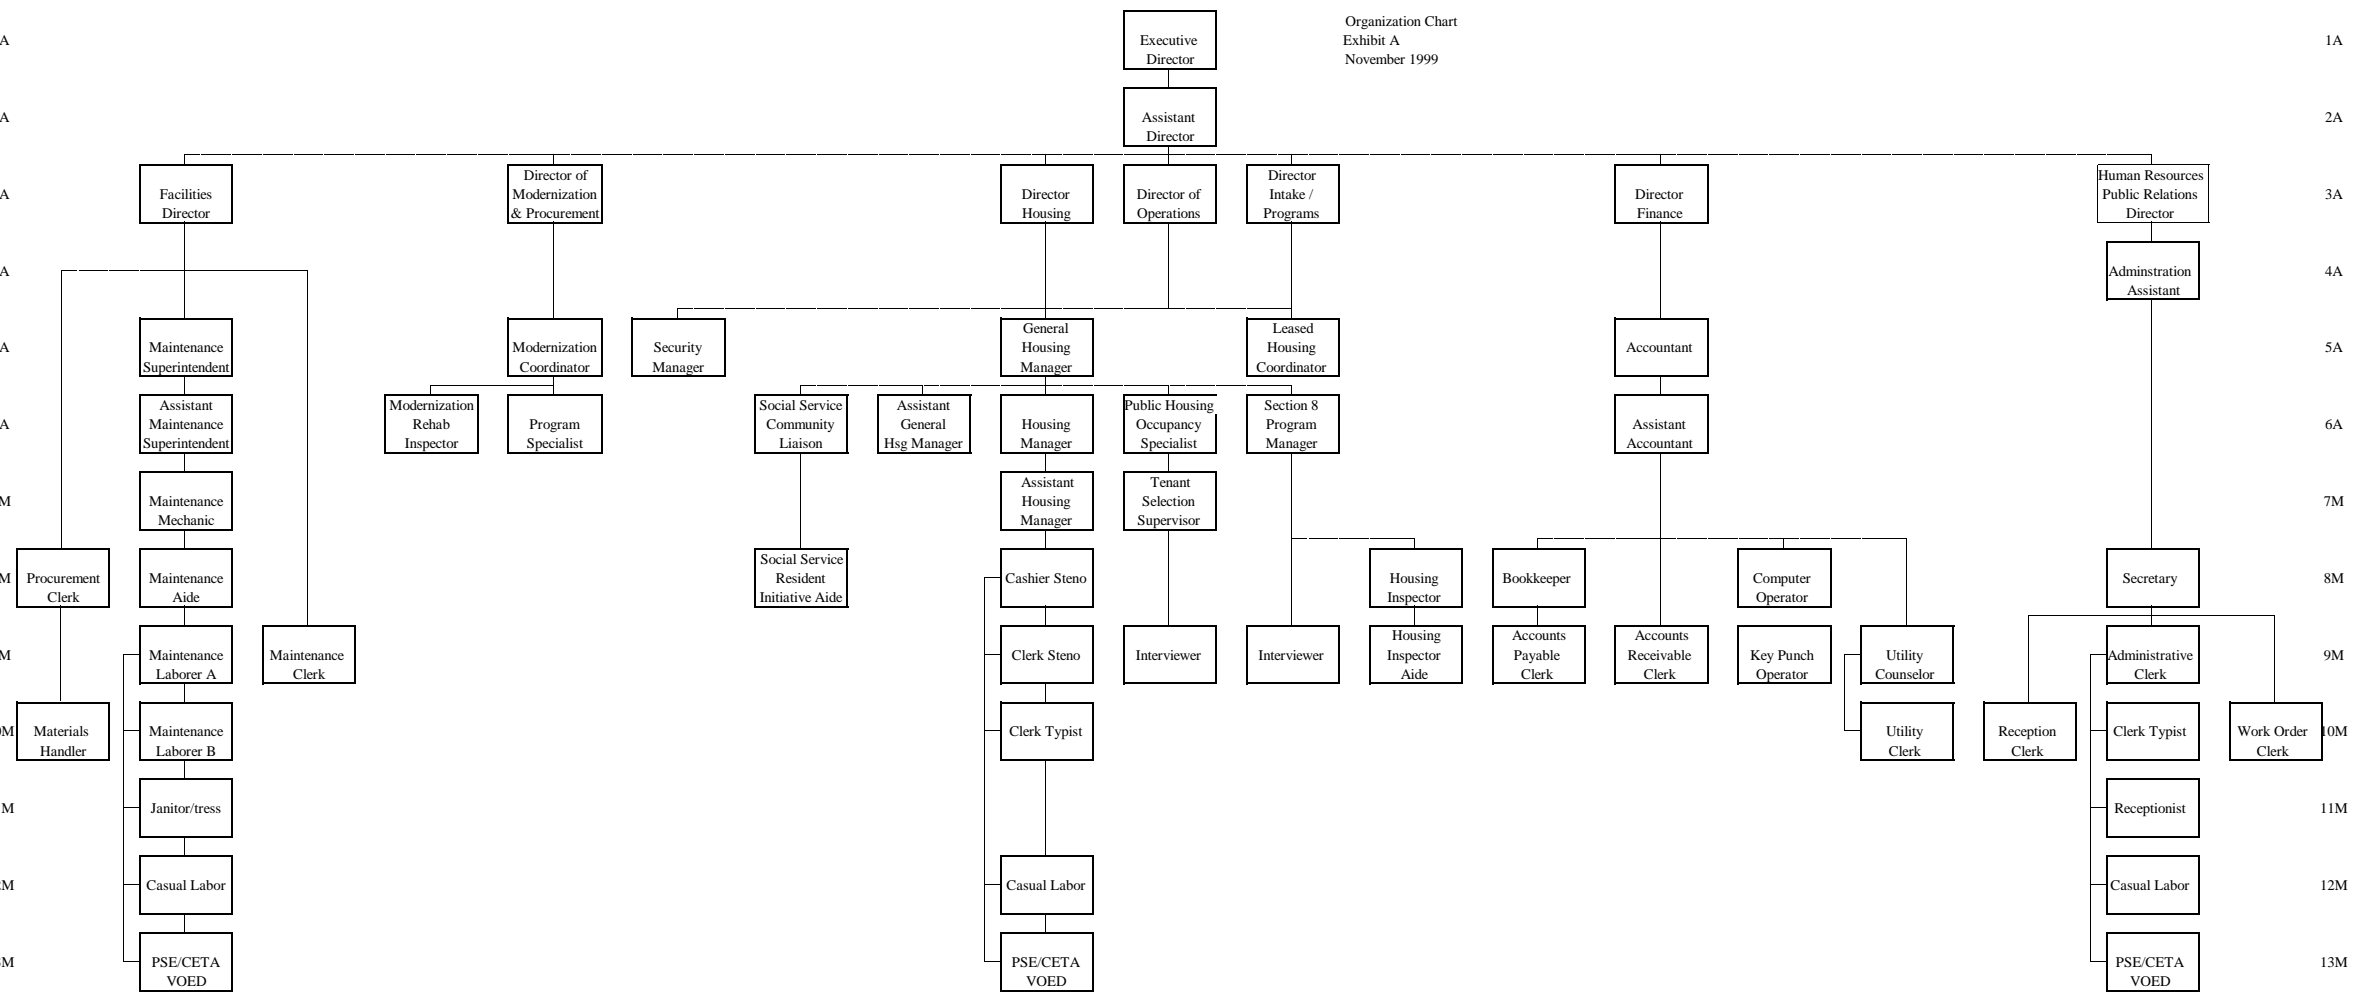 Organization Chart
Exhibit A
November 1999
A
Executive
Director
1A
A
Assistant
Director
2A
A
Facilities
Director
Director of
Modernization
& Procurement
Director
Housing
Director of
Operations
Director
Intake /
Programs
Director
Finance
Human Resources
Public Relations
Director
3A
A
Adminstration
Assistant
4A
A
Maintenance
Superintendent
Modernization
Coordinator
Security
Manager
General
Housing
Manager
Leased
Housing
Coordinator
Accountant
5A
A
Assistant
Maintenance
Superintendent
Modernization
Rehab
Inspector
Program
Specialist
Social Service
Community
Liaison
Assistant
General
Hsg Manager
Housing
Manager
Public Housing
Occupancy
Specialist
Section 8
Program
Manager
Assistant
Accountant
6A
M
Maintenance
Mechanic
Assistant
Housing
Manager
Tenant
Selection
Supervisor
7M
M
Procurement
Clerk
Maintenance
Aide
Social Service
Resident
Initiative Aide
Cashier Steno
Housing
Inspector
Bookkeeper
Computer
Operator
Secretary
8M
M
Maintenance
Laborer A
Maintenance
Clerk
Clerk Steno
Interviewer
Interviewer
Housing
Inspector
Aide
Accounts
Payable
Clerk
Accounts
Receivable
Clerk
Key Punch
Operator
Utility
Counselor
Administrative
Clerk
9M
M
Materials
Handler
Maintenance
Laborer B
Clerk Typist
Utility
Clerk
Reception
Clerk
Clerk Typist
Work Order
Clerk
10M
M
Janitor/tress
Receptionist
11M
M
Casual Labor
Casual Labor
Casual Labor
12M
M
PSE/CETA
VOED
PSE/CETA
VOED
PSE/CETA
VOED
13M